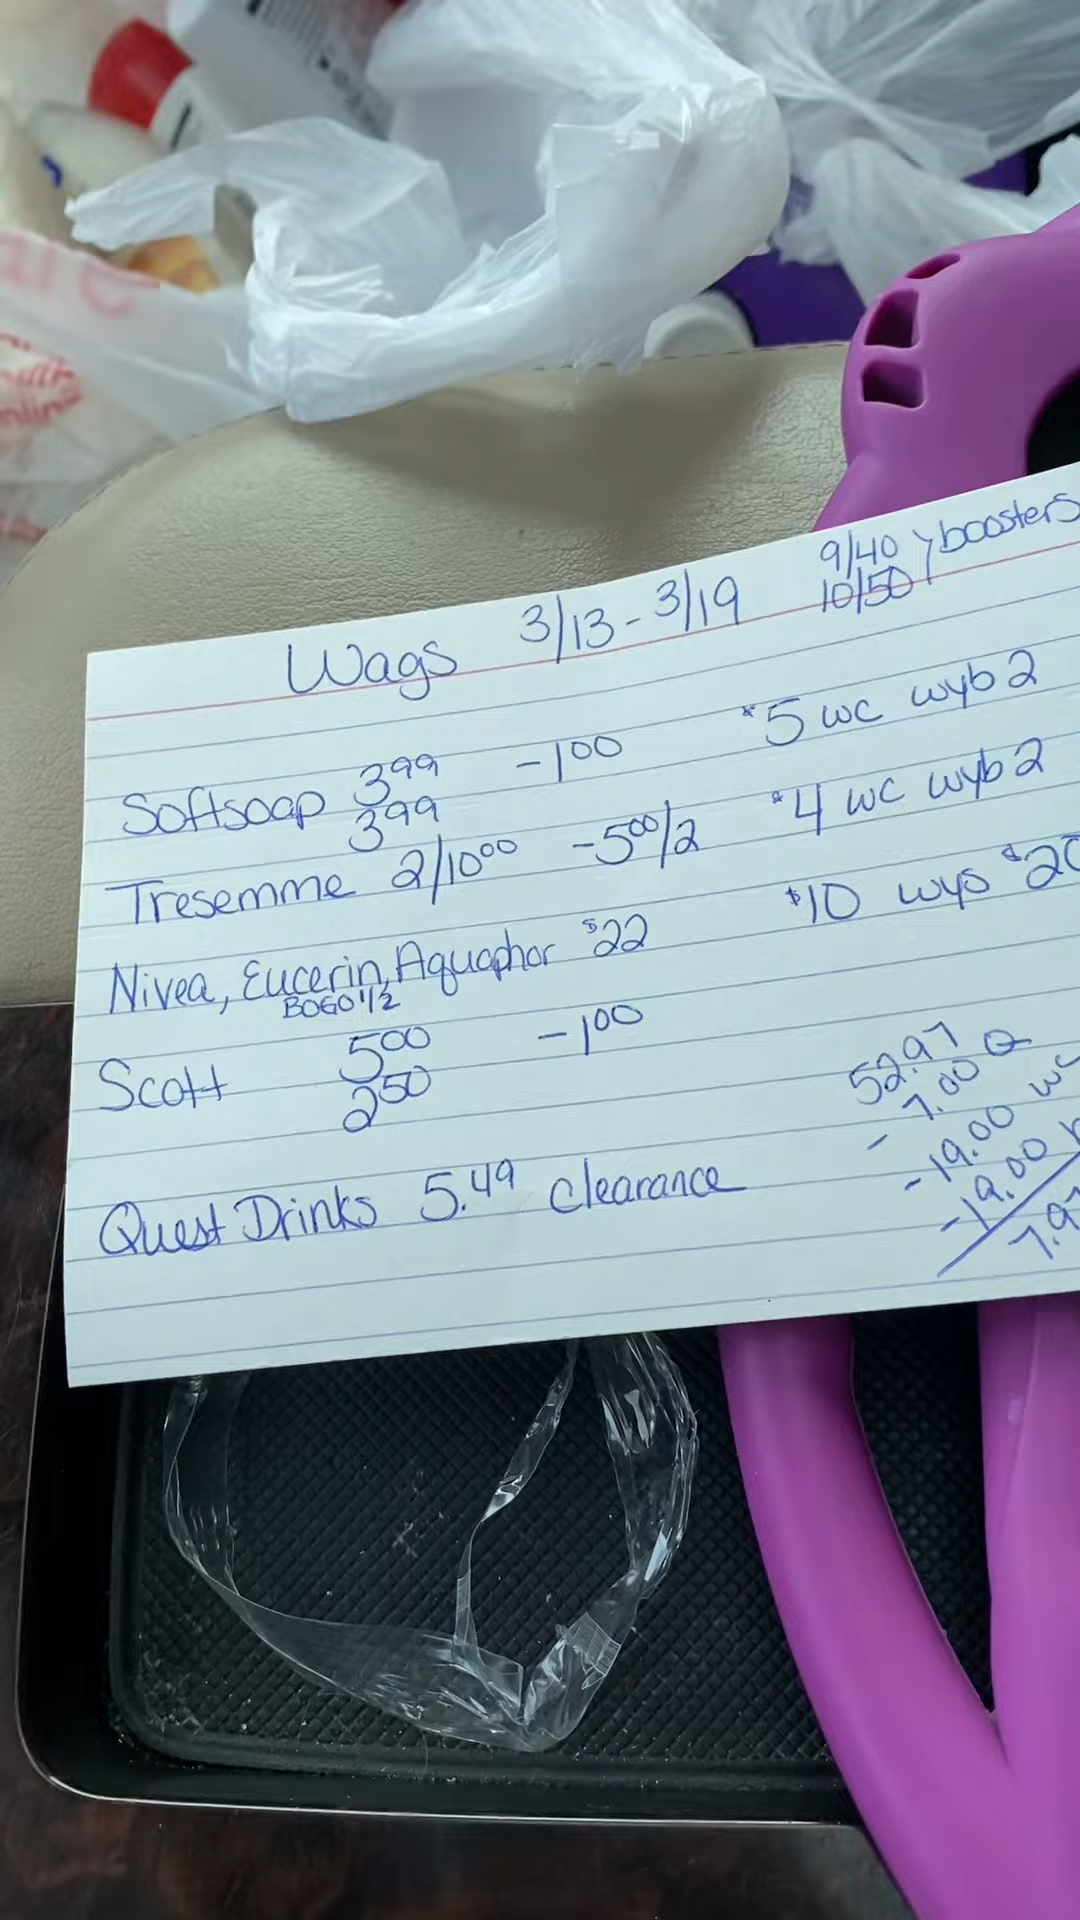 9/40 } boosters
10/50
Wags 3/13 - 3/19
Softsoap 3.99 -1.00 *5 wc wyb 2
3.99
Tresemme 2/10.00 -5.00/2 *4 wc wyb 2
Nivea, Eucerin, Aquaphor $22 $10 wys $20
BOGO 1/2
Scott 5.00 -1.00
2.50
Quest Drinks 5.49 clearance
52.97
- 7.00 Q
- 19.00 wc
- 19.00
7.97